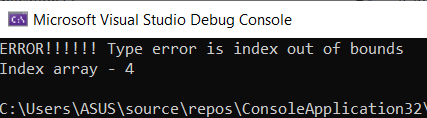 Microsoft Visual Studio Debug Console
ERROR!!!!!! Type error is index out of bounds
Index array - 4
C:\Users\ASUS\source\repos\ConsoleApplication32\